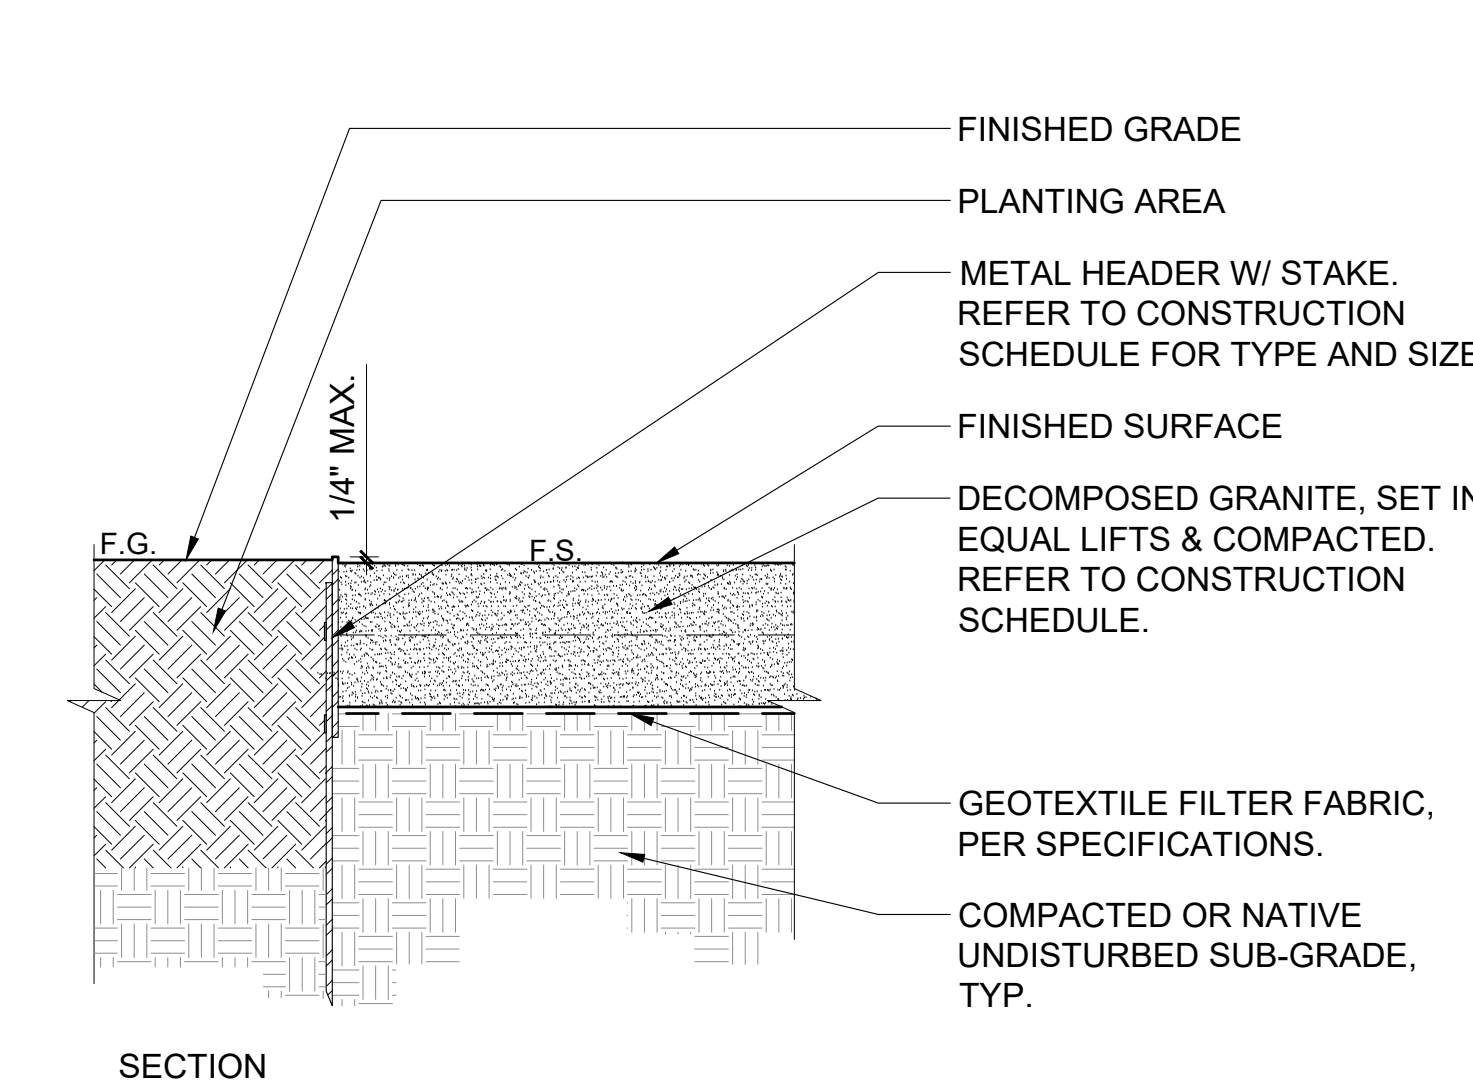 FINISHED GRADE
PLANTING AREA
METAL HEADER W/ STAKE.
REFER TO CONSTRUCTION
SCHEDULE FOR TYPE AND SIZE
FINISHED SURFACE
DECOMPOSED GRANITE, SET IN
EQUAL LIFTS & COMPACTED.
REFER TO CONSTRUCTION
SCHEDULE.
1/4" MAX.
F.G.
F.S.
GEOTEXTILE FILTER FABRIC,
PER SPECIFICATIONS.
COMPACTED OR NATIVE
UNDISTURBED SUB-GRADE,
TYP.
SECTION